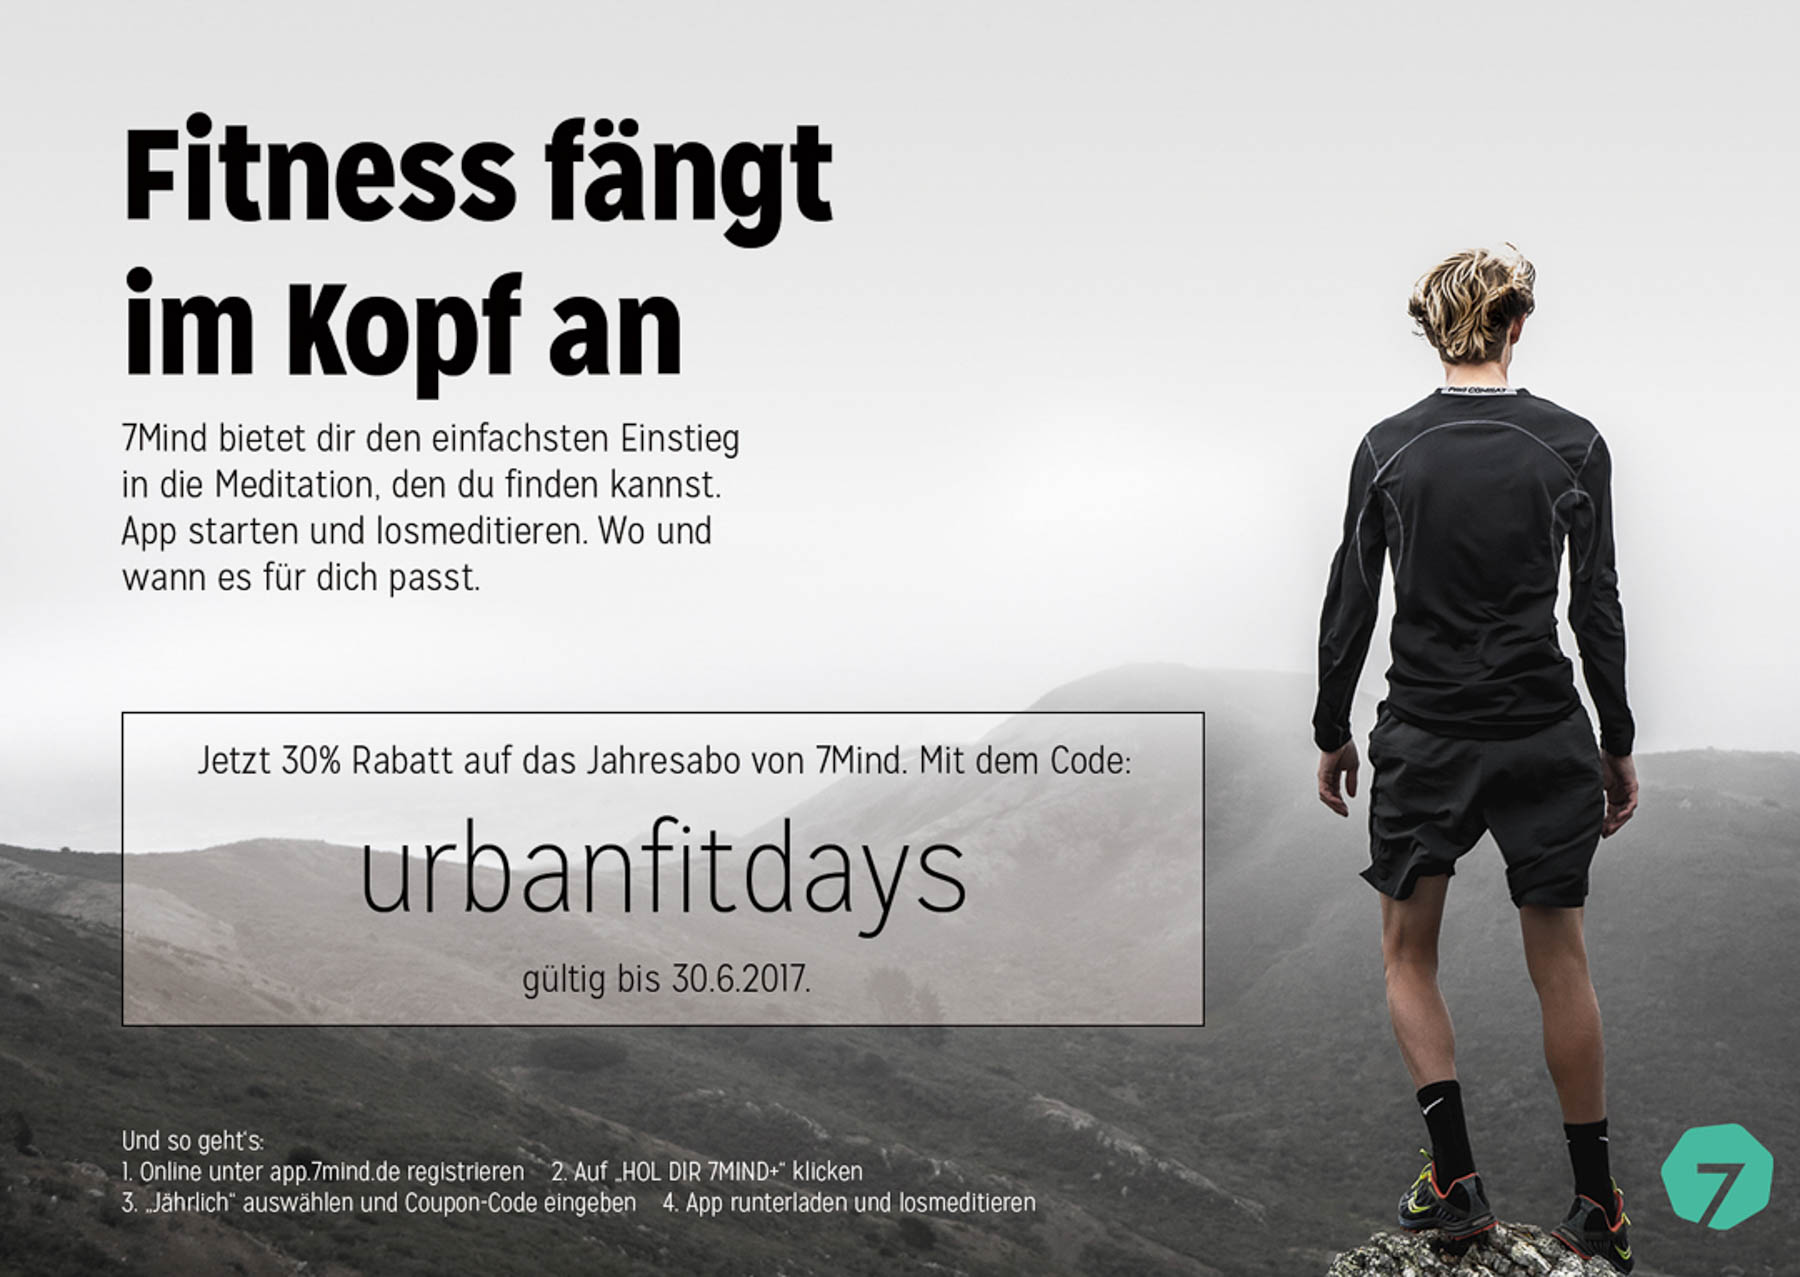 Fitness fängt
im Kopf an
7Mind bietet dir den einfachsten Einstieg
in die Meditation, den du finden kannst.
App starten und losmeditieren. Wo und
wann es für dich passt.
Jetzt 30% Rabatt auf das Jahresabo von 7Mind. Mit dem Code:
urbanfitdays
gültig bis 30.6.2017.
Und so geht's:
1. Online unter app.7mind.de registrieren 2. Auf „HOL DIR 7MIND+“ klicken
3. „Jährlich“ auswählen und Coupon-Code eingeben 4. App runterladen und losmeditieren
PRO COMBAT
7